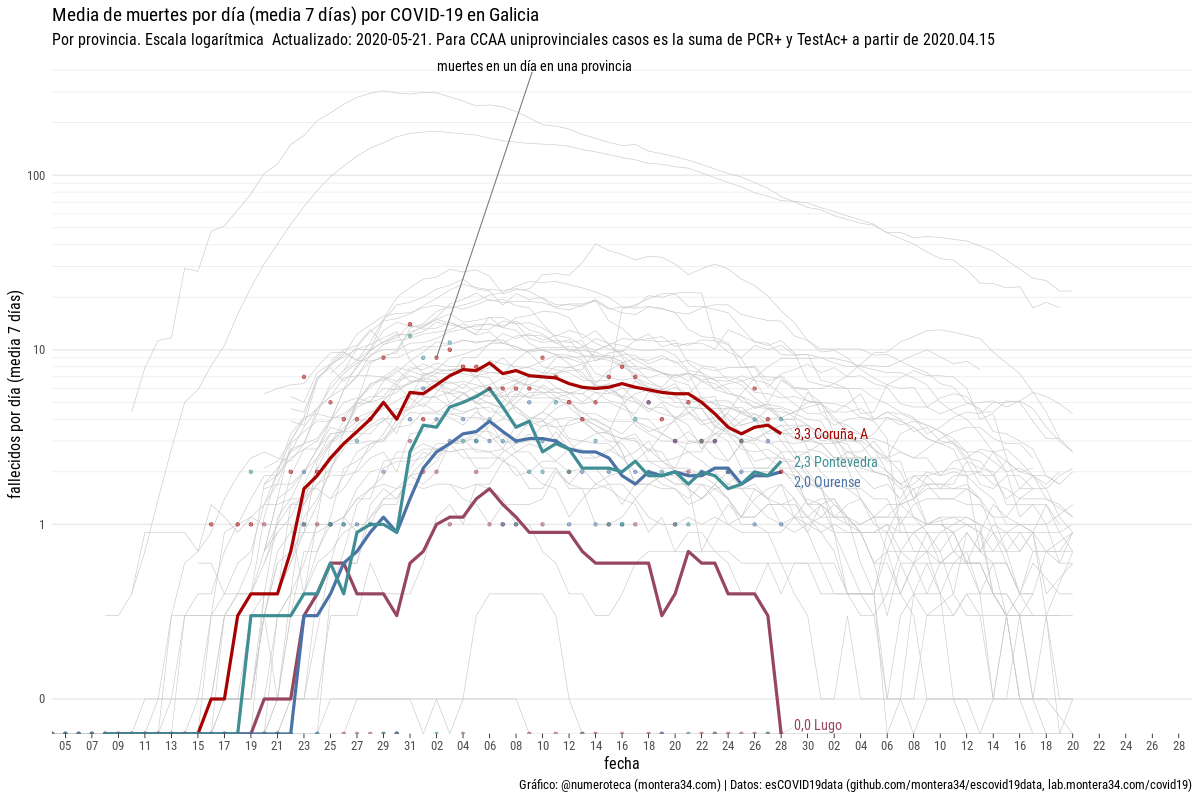 Media de muertes por día (media 7 días) por COVID-19 en Galicia
Por provincia. Escala logarítmica  Actualizado: 2020-05-21. Para CCAA uniprovinciales casos es la suma de PCR+ y TestAc+ a partir de 2020.04.15
muertes en un día en una provincia
fallecidos por día (media 7 días)
100
10
1
0
3,3 Coruña, A
2,3 Pontevedra
2,0 Ourense
0,0 Lugo
05 07 09 11 13 15 17 19 21 23 25 27 29 31 02 04 06 08 10 12 14 16 18 20 22 24 26 28 30 02 04 06 08 10 12 14 16 18 20 22 24 26 28
fecha
Gráfico: @numeroteca (montera34.com) | Datos: esCOVID19data (github.com/montera34/escovid19data, lab.montera34.com/covid19)